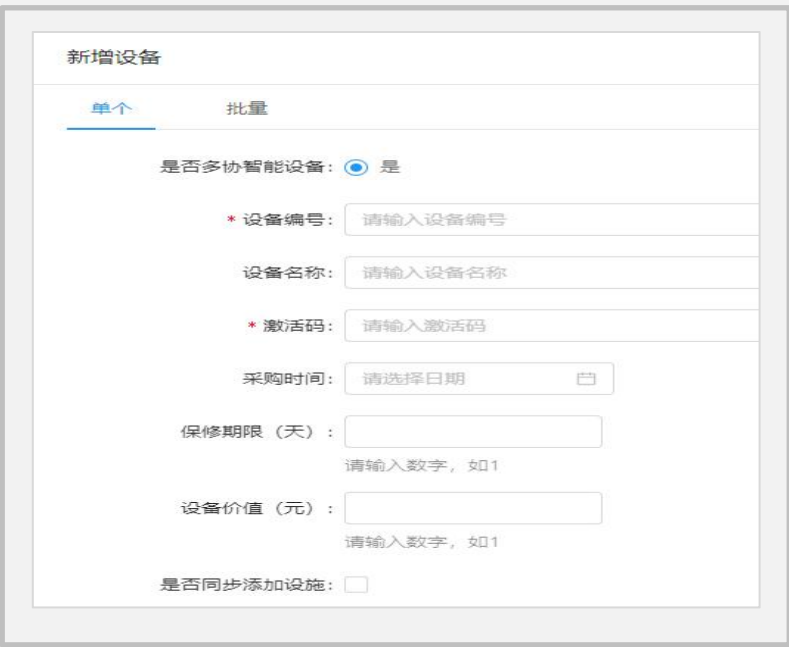 新增设备
单个 批量
是否多协智能设备: 是
* 设备编号: 请输入设备编号
设备名称: 请输入设备名称
* 激活码: 请输入激活码
采购时间: 请选择日期
保修期限（天）:
请输入数字，如1
设备价值（元）:
请输入数字，如1
是否同步添加设施: